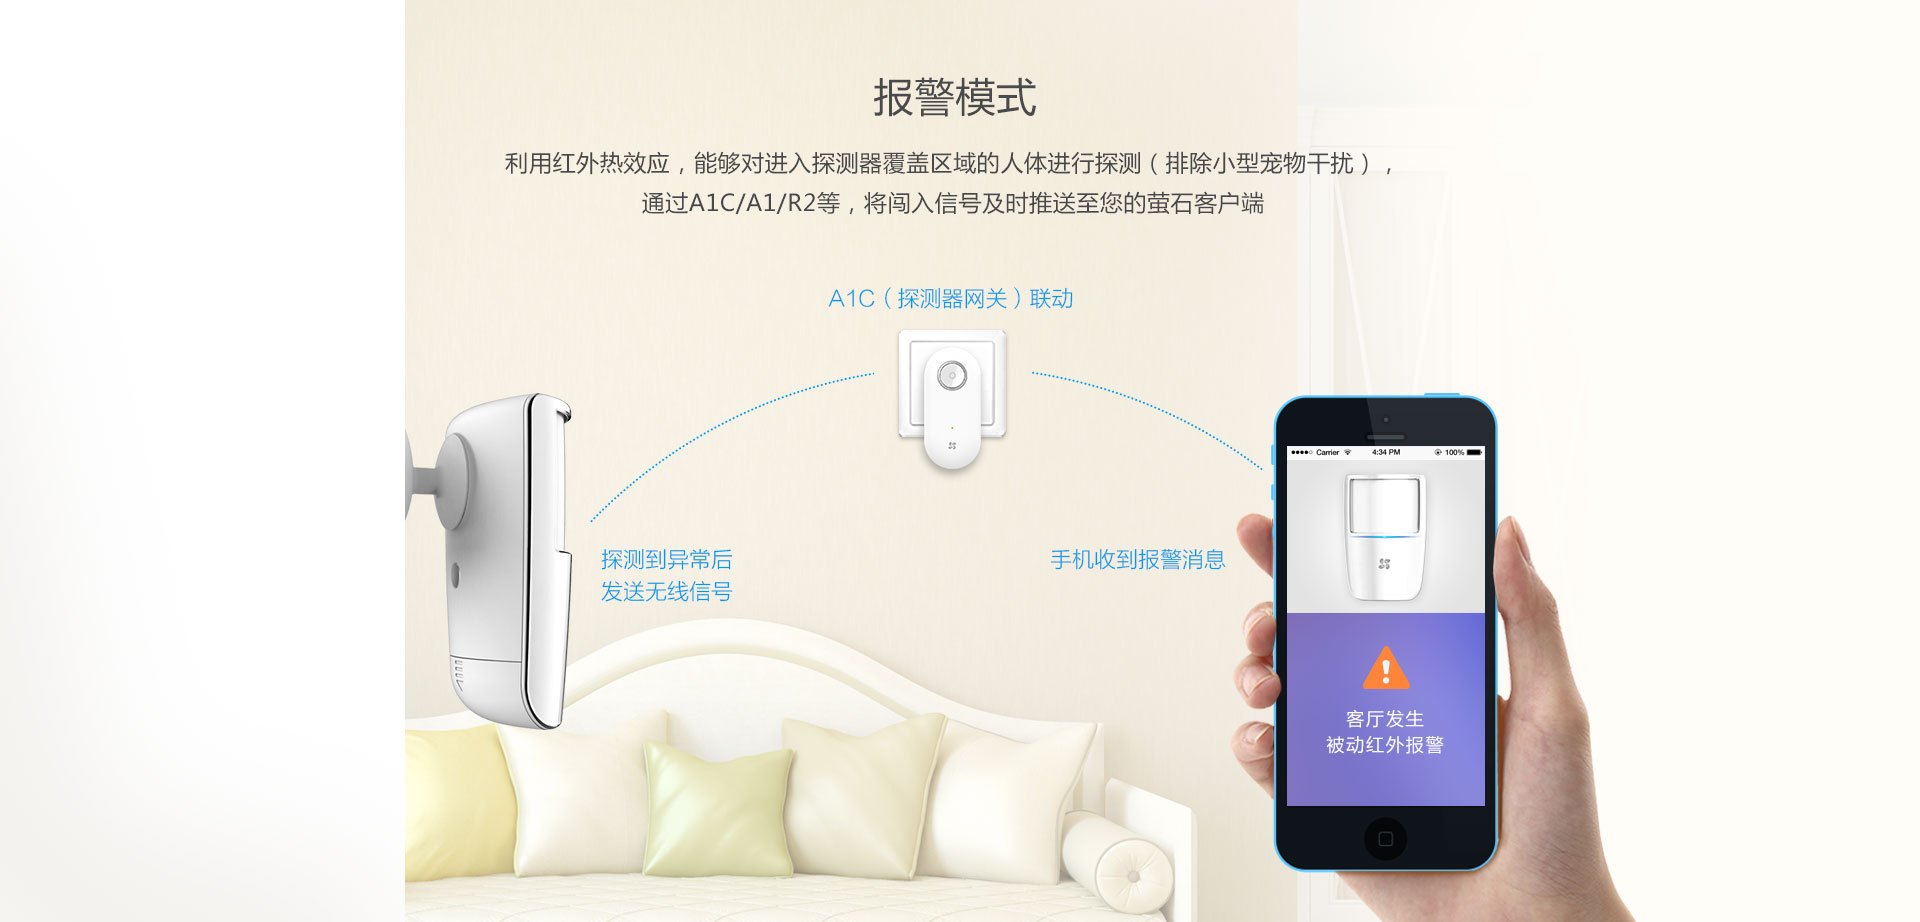 报警模式
利用红外热效应，能够对进入探测器覆盖区域的人体进行探测（排除小型宠物干扰），
通过A1C/A1/R2等，将闯入信号及时推送至您的萤石客户端
A1C（探测器网关）联动
探测到异常后
发送无线信号
手机收到报警消息
Carrier 4:34 PM 100%
客厅发生
被动红外报警